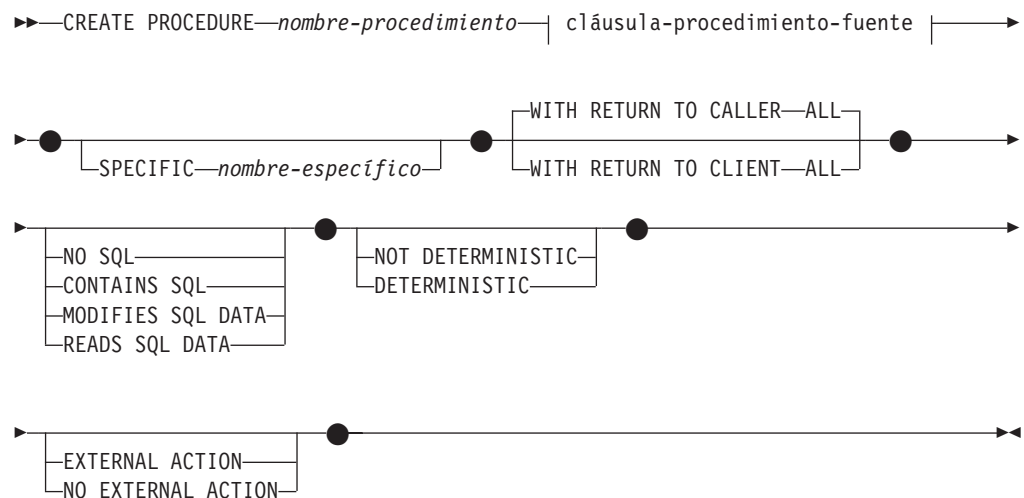 CREATE PROCEDURE nombre-procedimiento cláusula-procedimiento-fuente
WITH RETURN TO CALLER ALL
SPECIFIC nombre-específico
WITH RETURN TO CLIENT ALL
NO SQL
CONTAINS SQL
MODIFIES SQL DATA
READS SQL DATA
NOT DETERMINISTIC
DETERMINISTIC
EXTERNAL ACTION
NO EXTERNAL ACTION